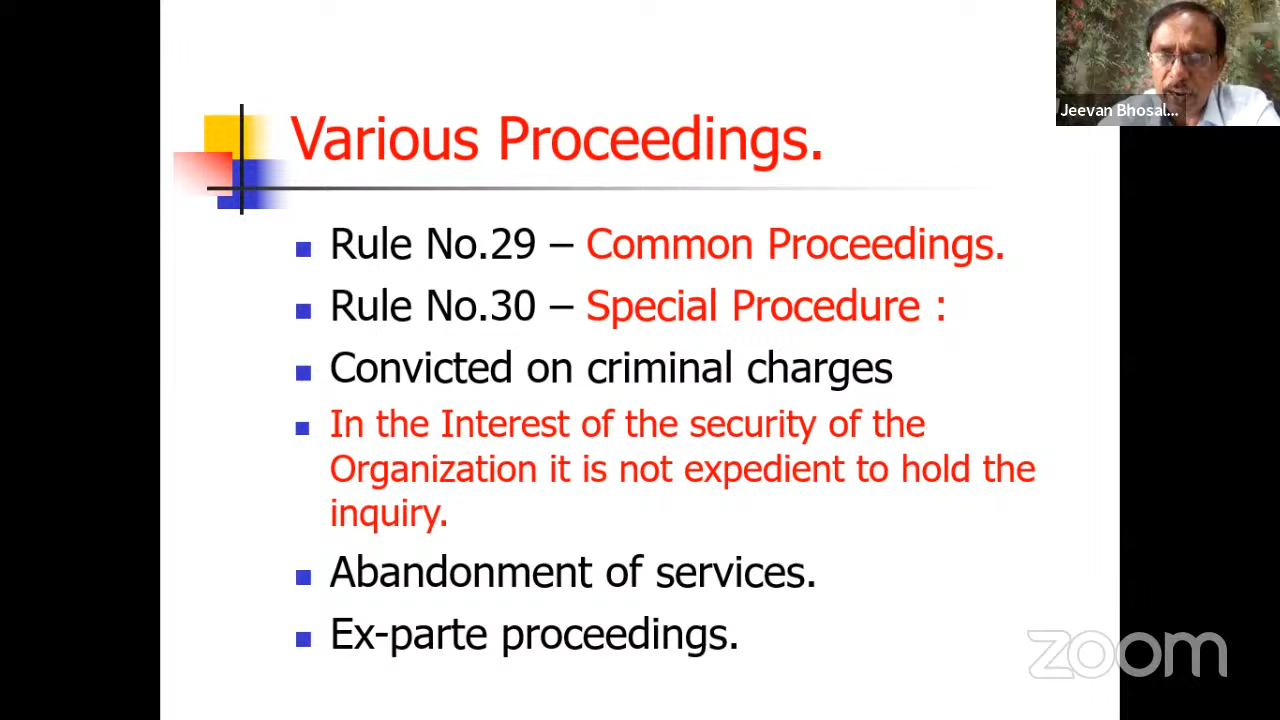 Jeevan Bhosal...
Various Proceedings.
Rule No.29 – Common Proceedings.
Rule No.30 – Special Procedure :
Convicted on criminal charges
In the Interest of the security of the
Organization it is not expedient to hold the
inquiry.
Abandonment of services.
Ex-parte proceedings.
zoom